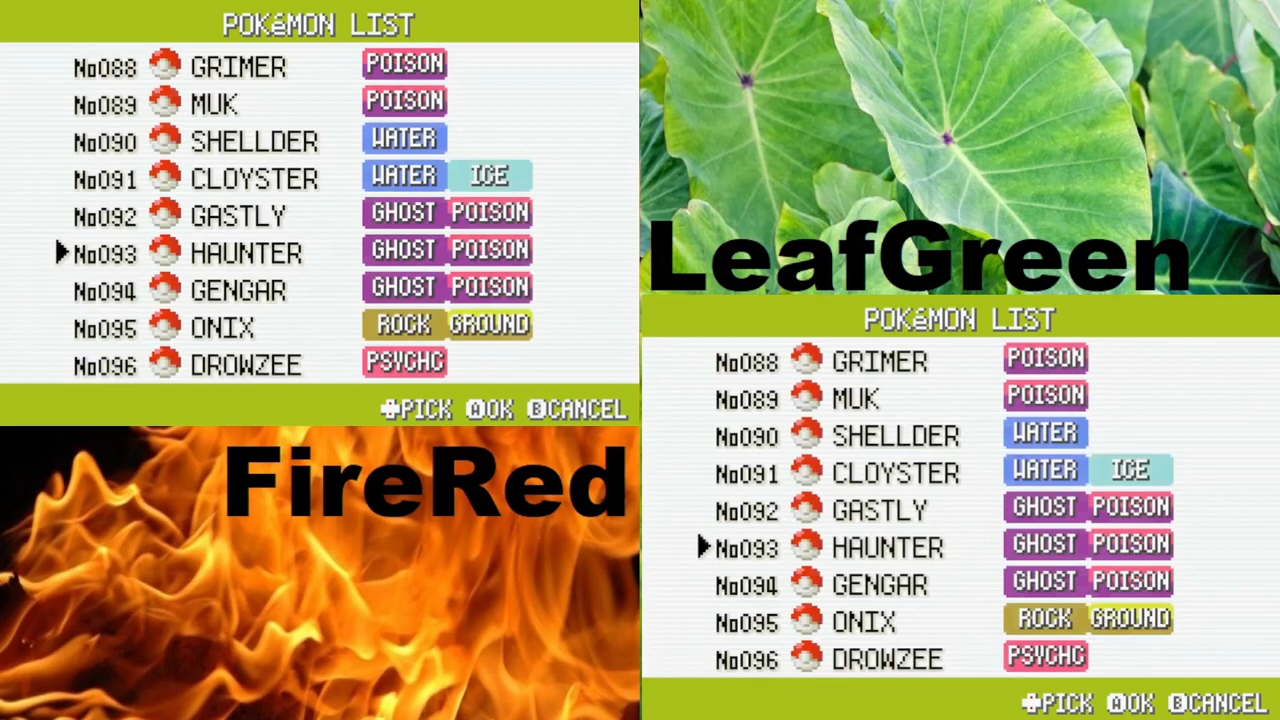 POKéMON LIST
No088 GRIMER POISON
No089 MUK POISON
No090 SHELLDER WATER
No091 CLOYSTER WATER ICE
No092 GASTLY GHOST POISON
No093 HAUNTER GHOST POISON
No094 GENGAR GHOST POISON
No095 ONIX ROCK GROUND
No096 DROWZEE PSYCHC
PICK A OK B CANCEL
FireRed
LeafGreen
POKéMON LIST
No088 GRIMER POISON
No089 MUK POISON
No090 SHELLDER WATER
No091 CLOYSTER WATER ICE
No092 GASTLY GHOST POISON
No093 HAUNTER GHOST POISON
No094 GENGAR GHOST POISON
No095 ONIX ROCK GROUND
No096 DROWZEE PSYCHC
PICK A OK B CANCEL